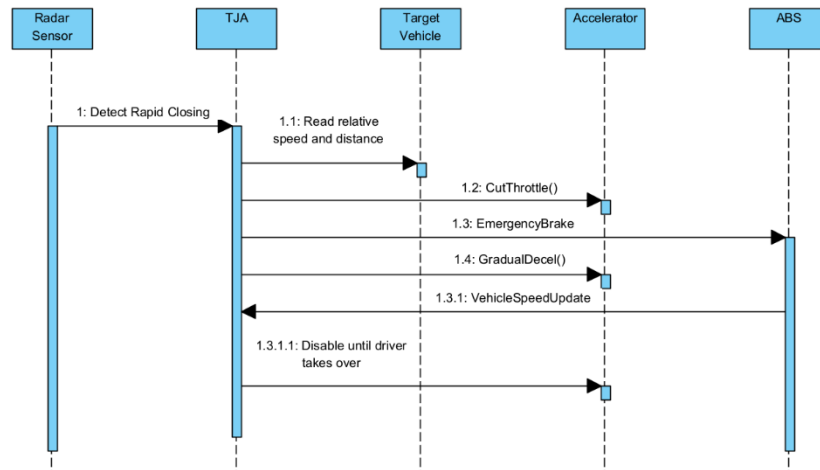 Radar
Sensor
TJA
Target
Vehicle
Accelerator
ABS
1: Detect Rapid Closing
1.1: Read relative
speed and distance
1.2: CutThrottle()
1.3: EmergencyBrake
1.4: GradualDecel()
1.3.1: VehicleSpeedUpdate
1.3.1.1: Disable until driver
takes over